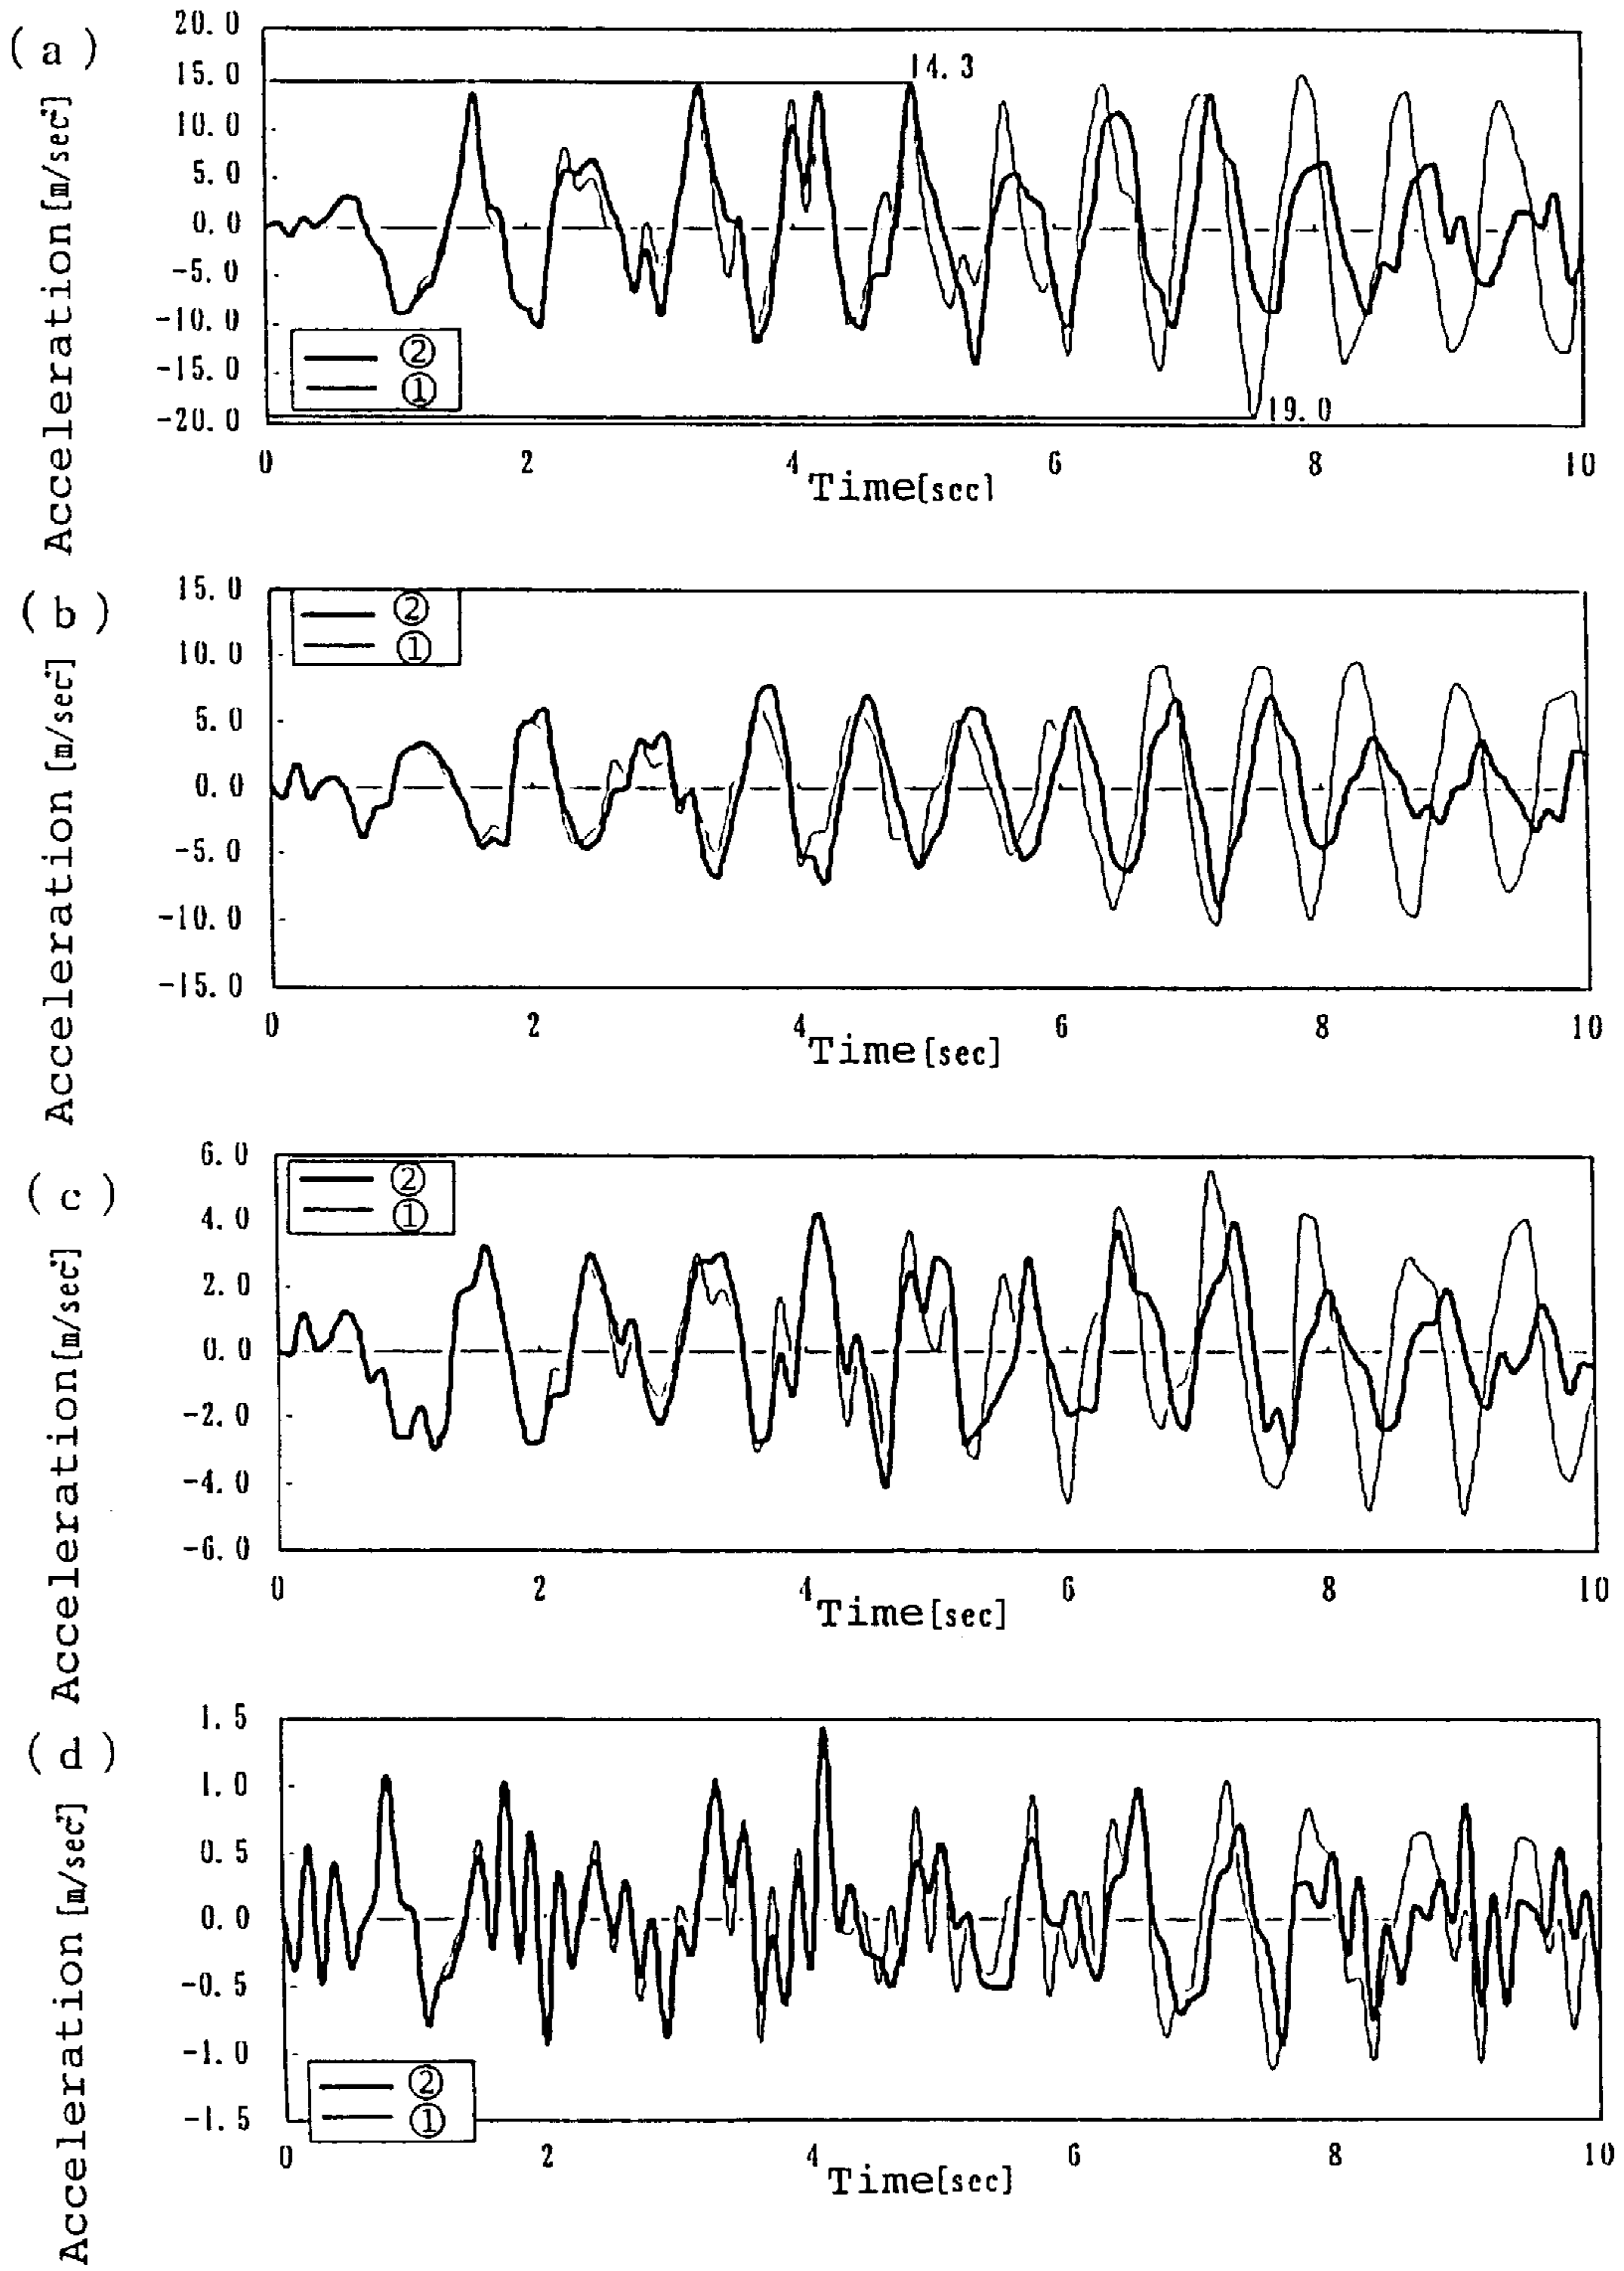 (a)
Acceleration[m/sec²]
20.0
15.0
10.0
5.0
0.0
-5.0
-10.0
-15.0
-20.0
14.3
19.0
②
①
0 2 4 6 8 10
Time[scc]
(b)
Acceleration[m/sec²]
15.0
10.0
5.0
0.0
-5.0
-10.0
-15.0
②
①
0 2 4 6 8 10
Time[sec]
(c)
Acceleration[m/sec²]
6.0
4.0
2.0
0.0
-2.0
-4.0
-6.0
②
①
0 2 4 6 8 10
Time[sec]
(d)
Acceleration[m/sec²]
1.5
1.0
0.5
0.0
-0.5
-1.0
-1.5
②
①
0 2 4 6 8 10
Time[sec]